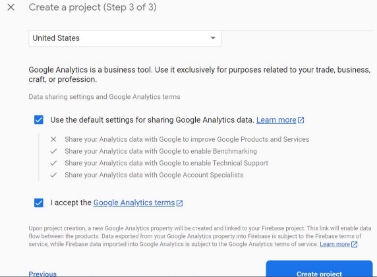 Create a project (Step 3 of 3)
United States
Google Analytics is a business tool. Use it exclusively for purposes related to your trade, business,
craft, or profession.
Data sharing settings and Google Analytics terms
Use the default settings for sharing Google Analytics data. Learn more
Share your Analytics data with Google to improve Google Products and Services
Share your Analytics data with Google to enable Benchmarking
Share your Analytics data with Google to enable Technical Support
Share your Analytics data with Google Account Specialists
I accept the Google Analytics terms
Upon project creation, a new Google Analytics property will be created and linked to your Firebase project. This link will enable data
flow between the products. Data exported from your Google Analytics property into Firebase is subject to the Firebase terms of
service, while Firebase data imported into Google Analytics is subject to the Google Analytics terms of service. Learn more
Previous
Create project